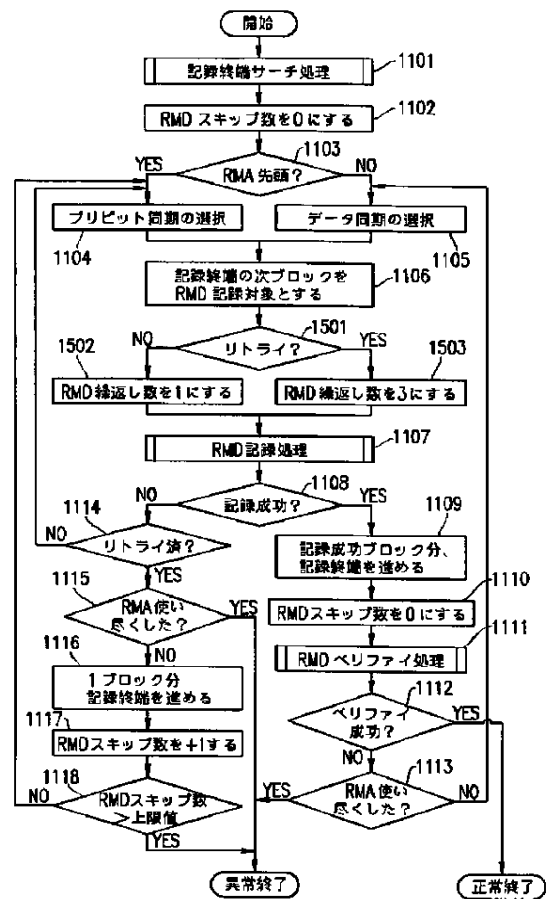 開始
記録終端サーチ処理
1101
RMDスキップ数を0にする
1102
RMA先頭?
1103
YES
NO
プリピット同期の選択
1104
データ同期の選択
1105
記録終端の次ブロックを
RMD記録対象とする
1106
リトライ?
1501
NO
YES
1502
RMD繰返し数を1にする
1503
RMD繰返し数を3にする
RMD記録処理
1107
記録成功?
1108
NO
YES
1114
リトライ済?
NO
YES
1109
記録成功ブロック分、
記録終端を進める
1115
RMA使い
尽くした?
YES
NO
1110
RMDスキップ数を0にする
1111
RMDベリファイ処理
1116
1ブロック分
記録終端を進める
1112
ベリファイ
成功?
YES
NO
1117
RMDスキップ数を+1する
1113
RMA使い
尽くした?
YES
NO
1118
RMDスキップ数
>上限値
NO
YES
異常終了
正常終了